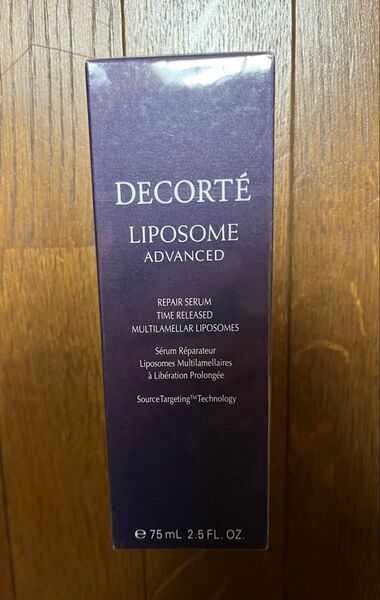 DECORTÉ
LIPOSOME
ADVANCED
REPAIR SERUM
TIME RELEASED
MULTILAMELLAR LIPOSOMES
Sérum Réparateur
Liposomes Multilamellaires
à Libération Prolongée
SourceTargeting™Technology
℮ 75 mL 2.5 FL. OZ.